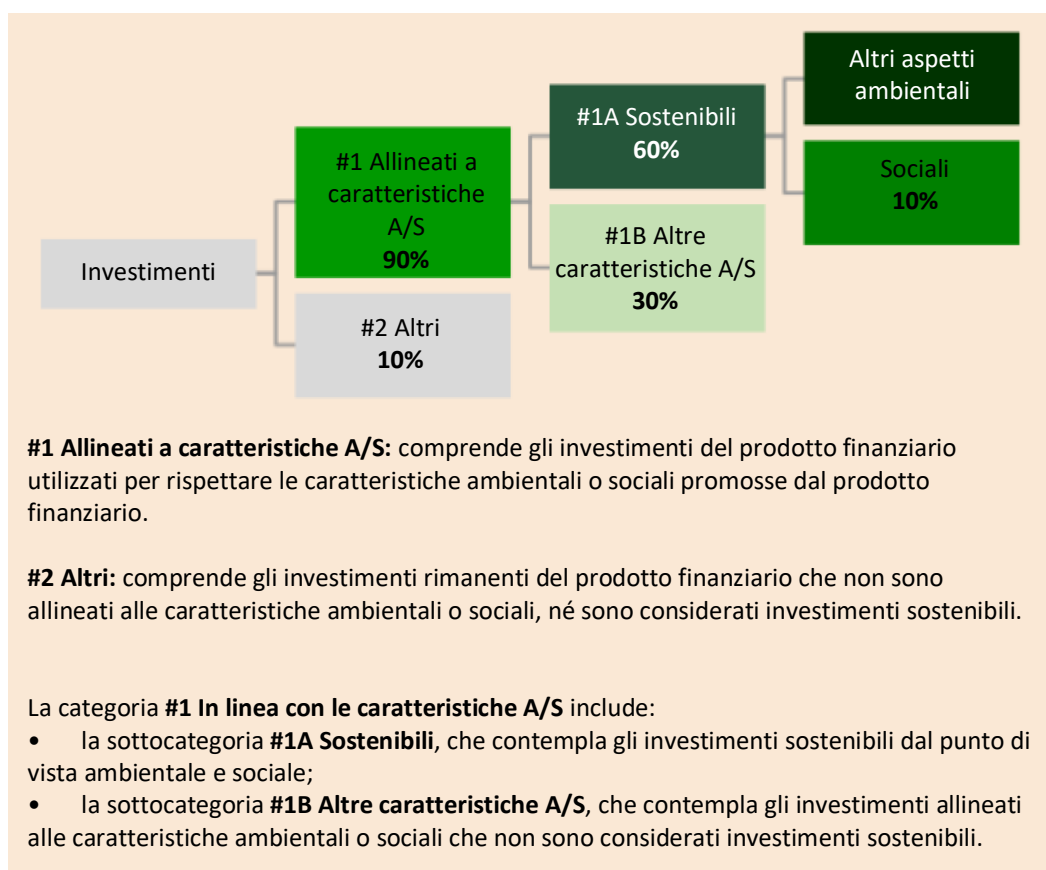 Investimenti
#1 Allineati a
caratteristiche
A/S
90%
#2 Altri
10%
#1A Sostenibili
60%
#1B Altre
caratteristiche A/S
30%
Altri aspetti
ambientali
Sociali
10%
#1 Allineati a caratteristiche A/S: comprende gli investimenti del prodotto finanziario
utilizzati per rispettare le caratteristiche ambientali o sociali promosse dal prodotto
finanziario.
#2 Altri: comprende gli investimenti rimanenti del prodotto finanziario che non sono
allineati alle caratteristiche ambientali o sociali, né sono considerati investimenti sostenibili.
La categoria #1 In linea con le caratteristiche A/S include:
• la sottocategoria #1A Sostenibili, che contempla gli investimenti sostenibili dal punto di
vista ambientale e sociale;
• la sottocategoria #1B Altre caratteristiche A/S, che contempla gli investimenti allineati
alle caratteristiche ambientali o sociali che non sono considerati investimenti sostenibili.